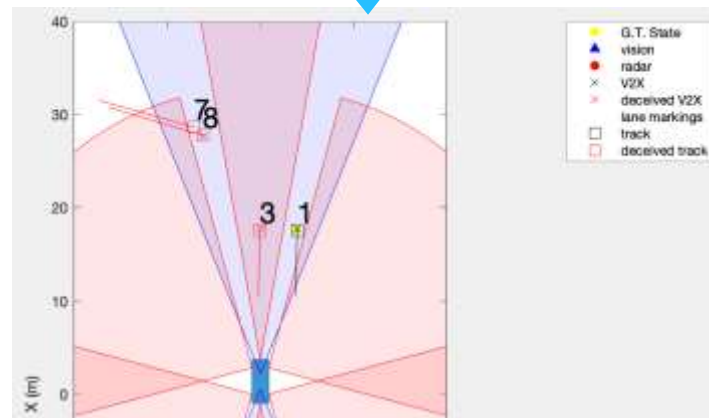 40
30
20
10
0
X (m)
7
8
3
1
G.T. State
vision
radar
V2X
deceived V2X
lane markings
track
deceived track